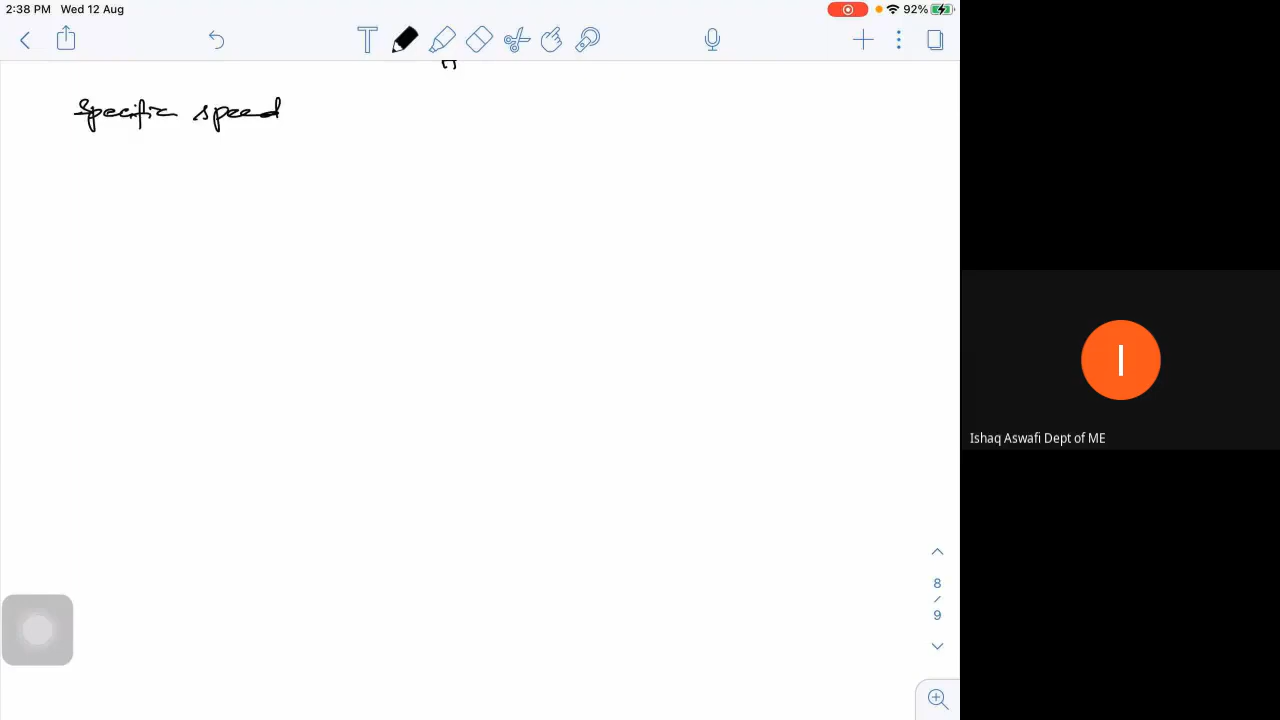 2:38 PM Wed 12 Aug 92%
T
Specific speed
I
Ishaq Aswafi Dept of ME
8
/
9